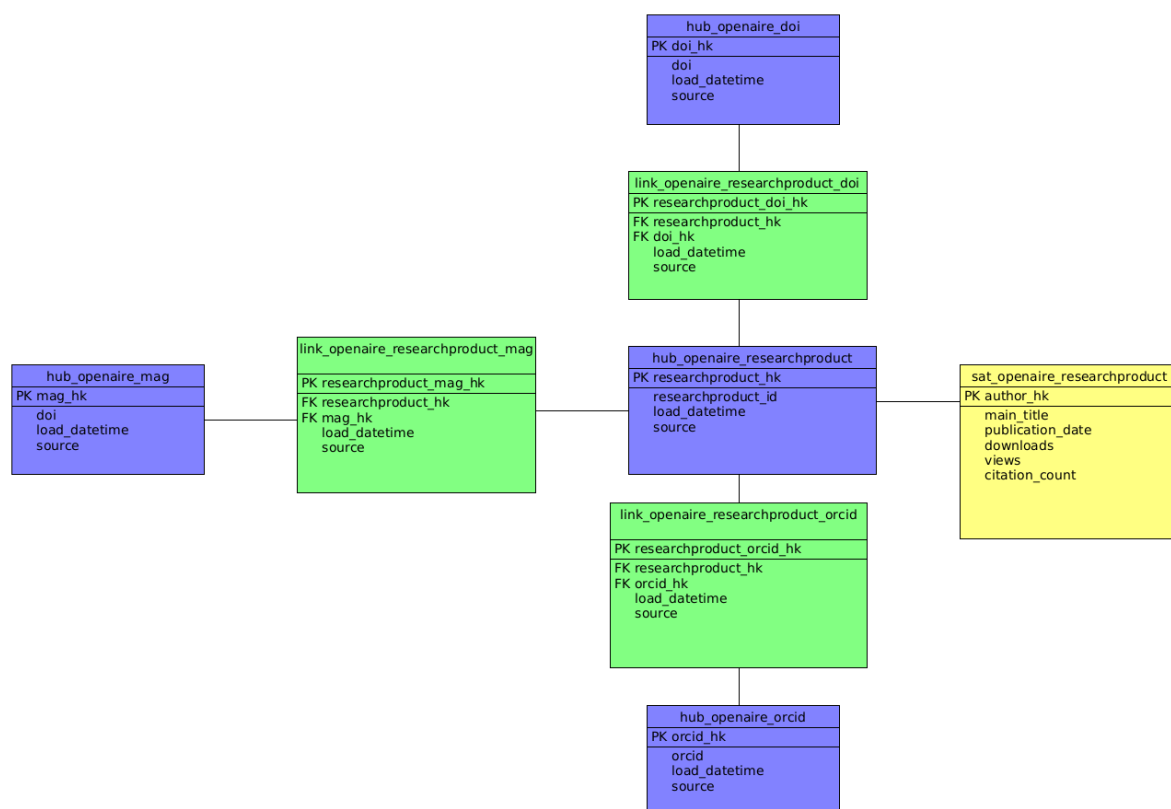 hub_openaire_doi
PK doi_hk
doi
load_datetime
source
link_openaire_researchproduct_doi
PK researchproduct_doi_hk
FK researchproduct_hk
FK doi_hk
load_datetime
source
link_openaire_researchproduct_mag
PK researchproduct_mag_hk
FK researchproduct_hk
FK mag_hk
load_datetime
source
hub_openaire_researchproduct
PK researchproduct_hk
researchproduct_id
load_datetime
source
hub_openaire_mag
PK mag_hk
doi
load_datetime
source
sat_openaire_researchproduct
PK author_hk
main_title
publication_date
downloads
views
citation_count
link_openaire_researchproduct_orcid
PK researchproduct_orcid_hk
FK researchproduct_hk
FK orcid_hk
load_datetime
source
hub_openaire_orcid
PK orcid_hk
orcid
load_datetime
source